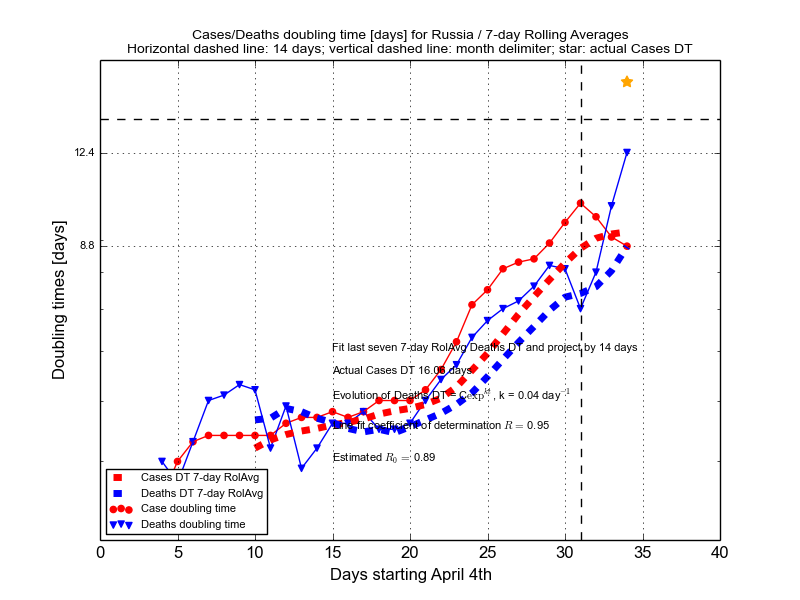 Cases/Deaths doubling time [days] for Russia / 7-day Rolling Averages
Horizontal dashed line: 14 days; vertical dashed line: month delimiter; star: actual Cases DT
Doubling times [days]
12.4
8.8
Fit last seven 7-day RolAvg Deaths DT and project by 14 days
Actual Cases DT 16.06 days
Evolution of Deaths DT = Cexp^{kt}, k = 0.04 day^{-1}
fit coefficient of determination R = 0.95
Estimated R_0 = 0.89
Cases DT 7-day RolAvg
Deaths DT 7-day RolAvg
Case doubling time
Deaths doubling time
0 5 10 15 20 25 30 35 40
Days starting April 4th